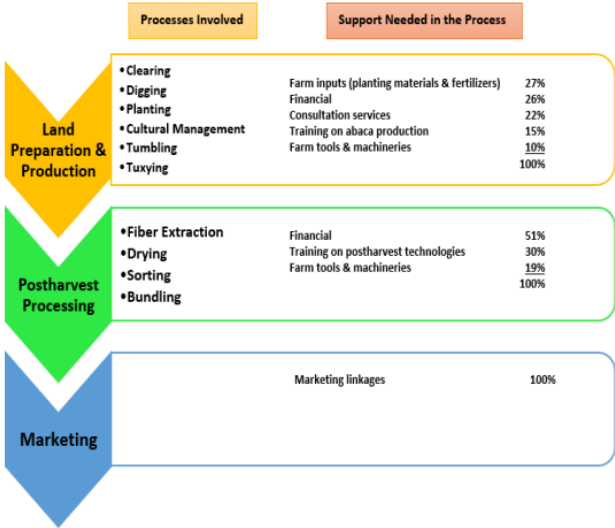 Processes Involved
Support Needed in the Process
Land
Preparation &
Production
•Clearing
•Digging
•Planting
•Cultural Management
•Tumbling
•Tuxying
Farm inputs (planting materials & fertilizers) 27%
Financial 26%
Consultation services 22%
Training on abaca production 15%
Farm tools & machineries 10%
100%
Postharvest
Processing
•Fiber Extraction
•Drying
•Sorting
•Bundling
Financial 51%
Training on postharvest technologies 30%
Farm tools & machineries 19%
100%
Marketing
Marketing linkages 100%